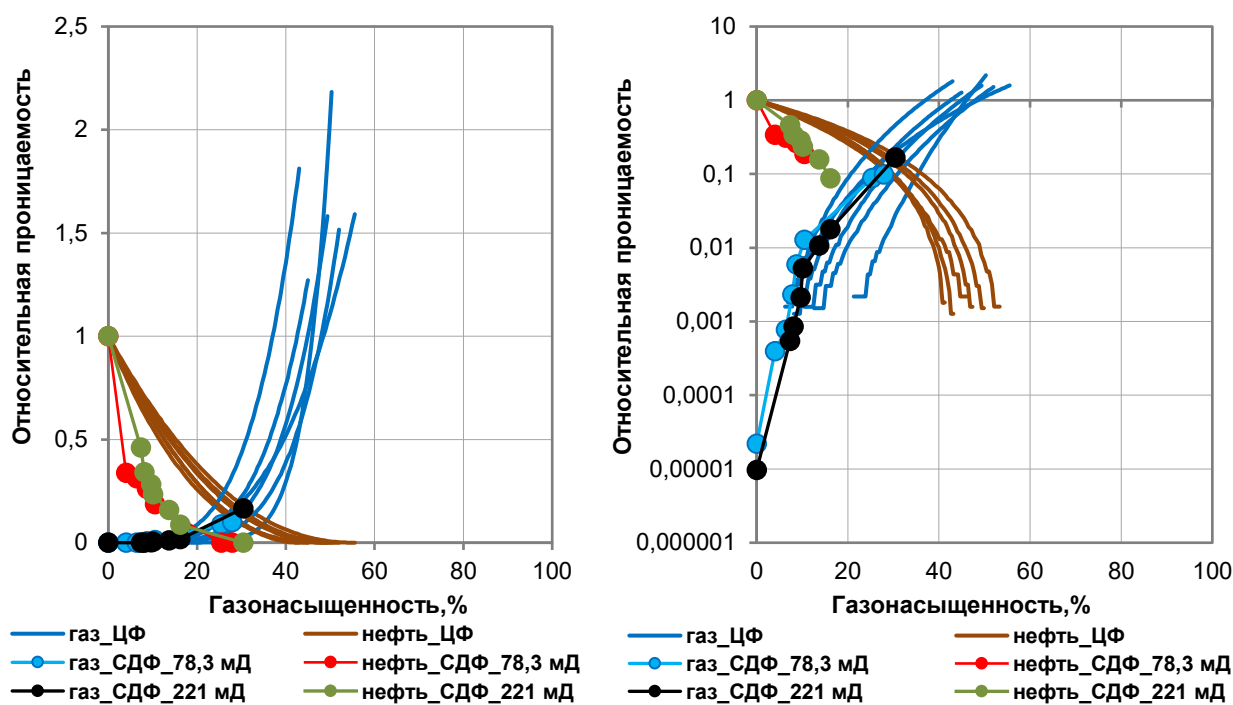 Относительная проницаемость
2,5
2
1,5
1
0,5
0
0
20
40
60
80
100
Газонасыщенность,%
газ_ЦФ
нефть_ЦФ
газ_СДФ_78,3 мД
нефть_СДФ_78,3 мД
газ_СДФ_221 мД
нефть_СДФ_221 мД
Относительная проницаемость
10
1
0,1
0,01
0,001
0,0001
0,00001
0,000001
0
20
40
60
80
100
Газонасыщенность,%
газ_ЦФ
нефть_ЦФ
газ_СДФ_78,3 мД
нефть_СДФ_78,3 мД
газ_СДФ_221 мД
нефть_СДФ_221 мД